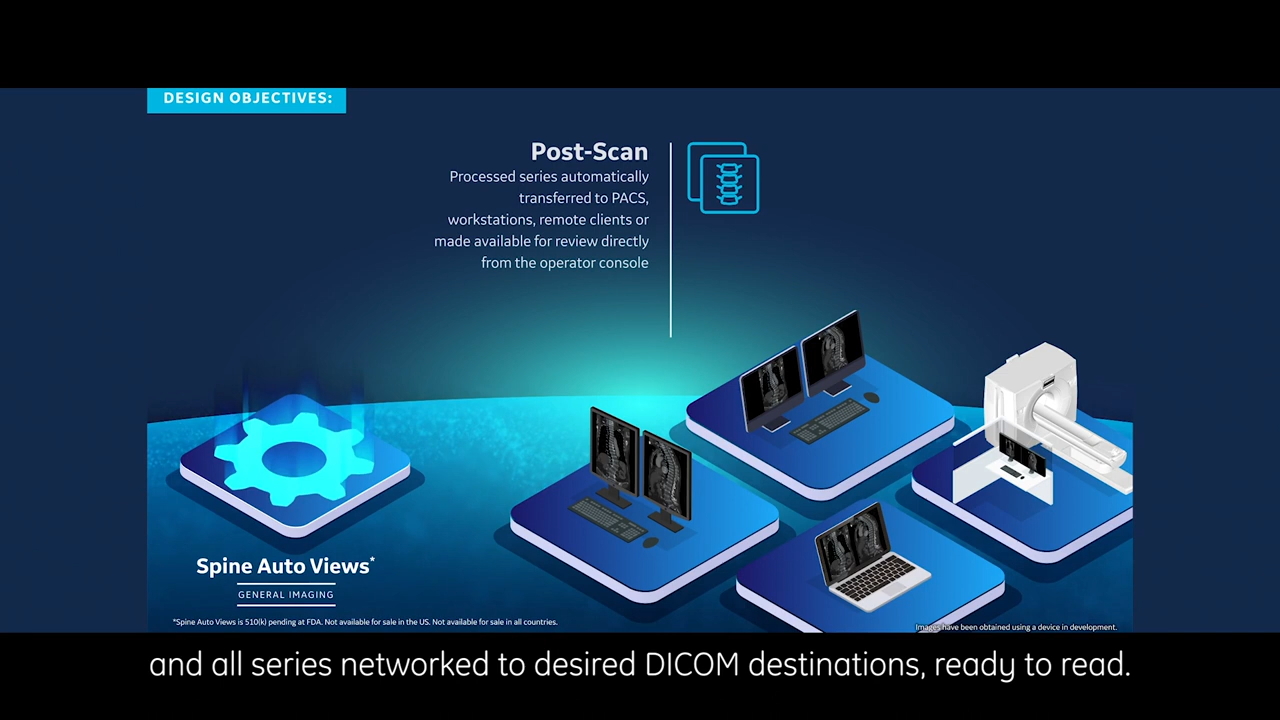 DESIGN OBJECTIVES:
Post-Scan
Processed series automatically
transferred to PACS,
workstations, remote clients or
made available for review directly
from the operator console
Spine Auto Views*
GENERAL IMAGING
*Spine Auto Views is 510(k) pending at FDA. Not available for sale in the US. Not available for sale in all countries.
Images have been obtained using a device in development.
and all series networked to desired DICOM destinations, ready to read.